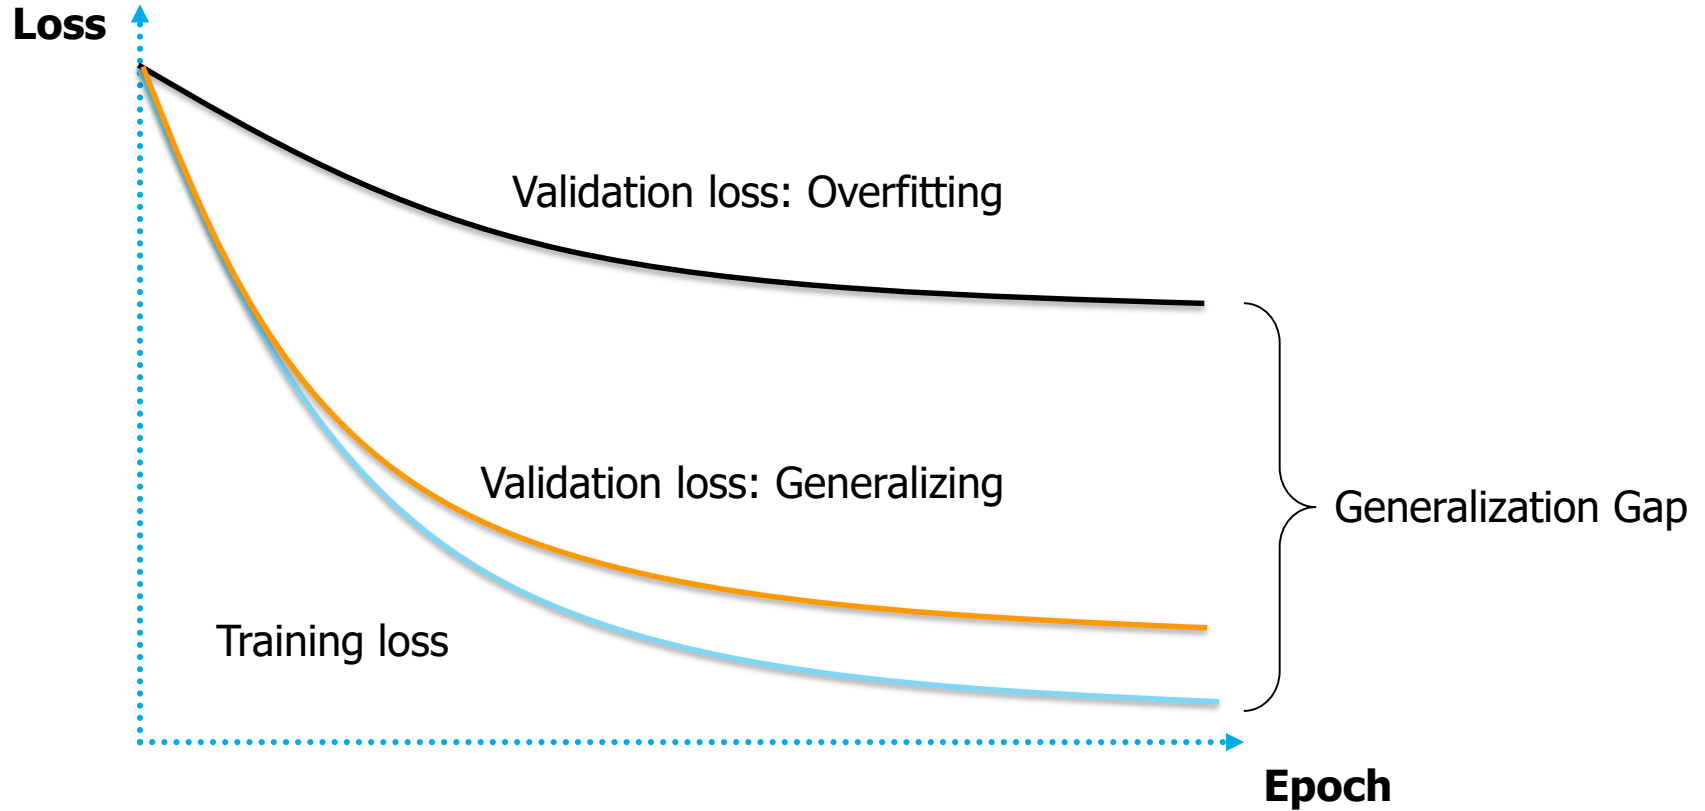 Loss
Validation loss: Overfitting
Validation loss: Generalizing
Generalization Gap
Training loss
Epoch